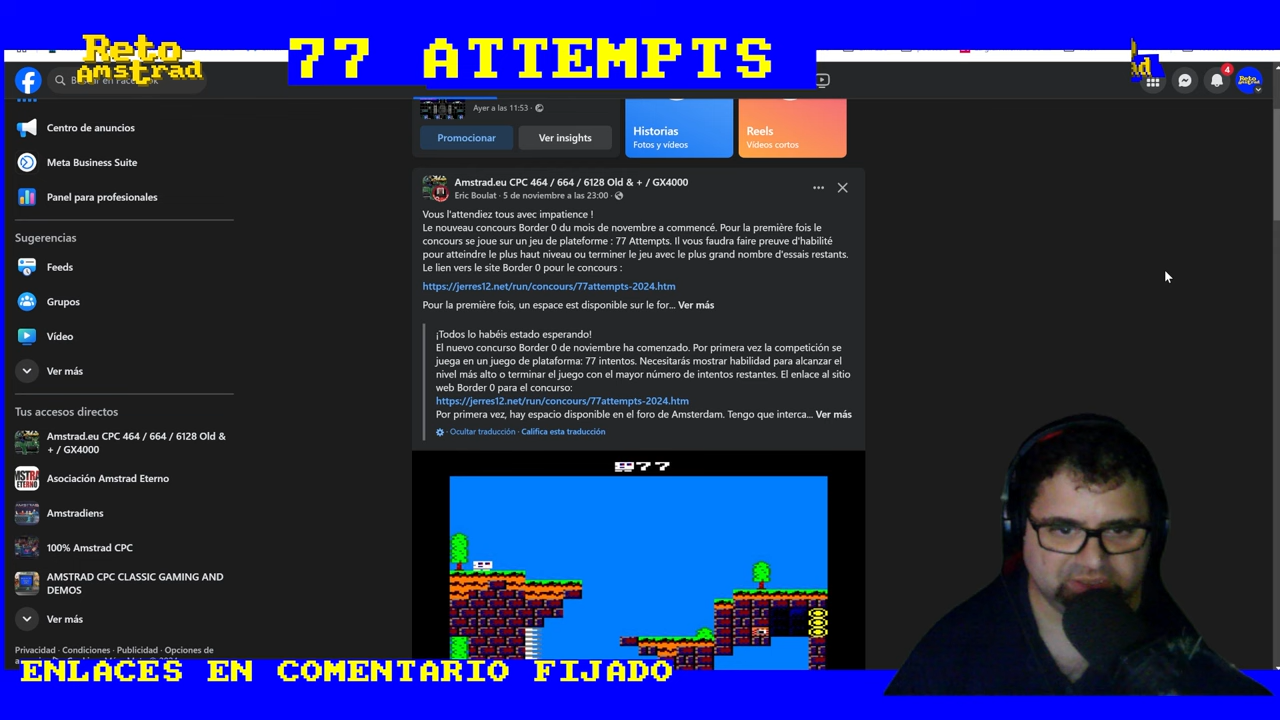 Reto
Amstrad
77 ATTEMPTS
ad
4
Reto
Ayer a las 11:53
Promocionar
Ver insights
Historias
Fotos y vídeos
Reels
Vídeos cortos
Centro de anuncios
Meta Business Suite
Panel para profesionales
Sugerencias
Feeds
Grupos
Vídeo
Ver más
Tus accesos directos
Amstrad.eu CPC 464 / 664 / 6128 Old &
+ / GX4000
Asociación Amstrad Eterno
Amstradiens
100% Amstrad CPC
AMSTRAD CPC CLASSIC GAMING AND
DEMOS
Ver más
Privacidad · Condiciones · Publicidad · Opciones de
Amstrad.eu CPC 464 / 664 / 6128 Old & + / GX4000
Eric Boulat · 5 de noviembre a las 23:00
Vous l'attendiez tous avec impatience !
Le nouveau concours Border 0 du mois de novembre a commencé. Pour la première fois le
concours se joue sur un jeu de plateforme : 77 Attempts. Il vous faudra faire preuve d'habilité
pour atteindre le plus haut niveau ou terminer le jeu avec le plus grand nombre d'essais restants.
Le lien vers le site Border 0 pour le concours :
https://jerres12.net/run/concours/77attempts-2024.htm
Pour la première fois, un espace est disponible sur le for... Ver más
¡Todos lo habéis estado esperando!
El nuevo concurso Border 0 de noviembre ha comenzado. Por primera vez la competición se
juega en un juego de plataforma: 77 intentos. Necesitarás mostrar habilidad para alcanzar el
nivel más alto o terminar el juego con el mayor número de intentos restantes. El enlace al sitio
web Border 0 para el concurso:
https://jerres12.net/run/concours/77attempts-2024.htm
Por primera vez, hay espacio disponible en el foro de Amsterdam. Tengo que interca... Ver más
Ocultar traducción · Califica esta traducción
77
ENLACES EN COMENTARIO FIJADO